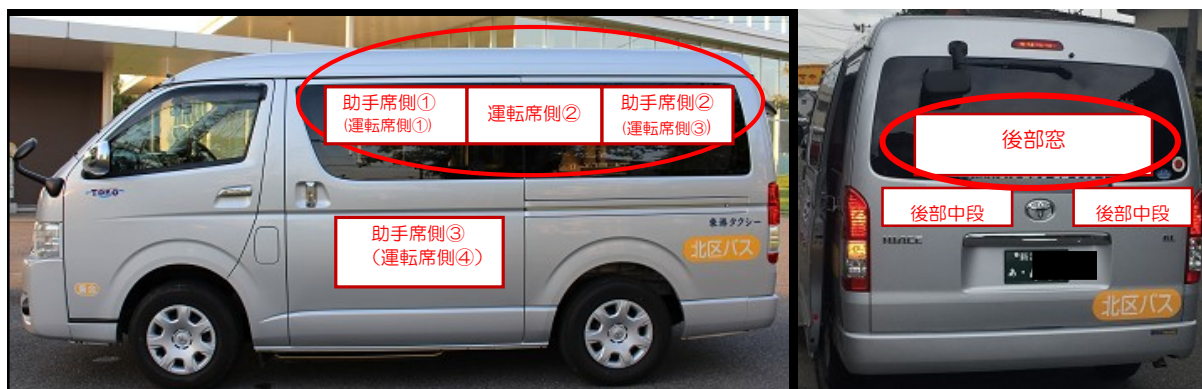 助手席側①
(運転席側①)
運転席側②
助手席側②
(運転席側③)
助手席側③
（運転席側④）
TOKO
東港タクシー
北区バス
後部窓
後部中段
後部中段
HIACE
北区バス